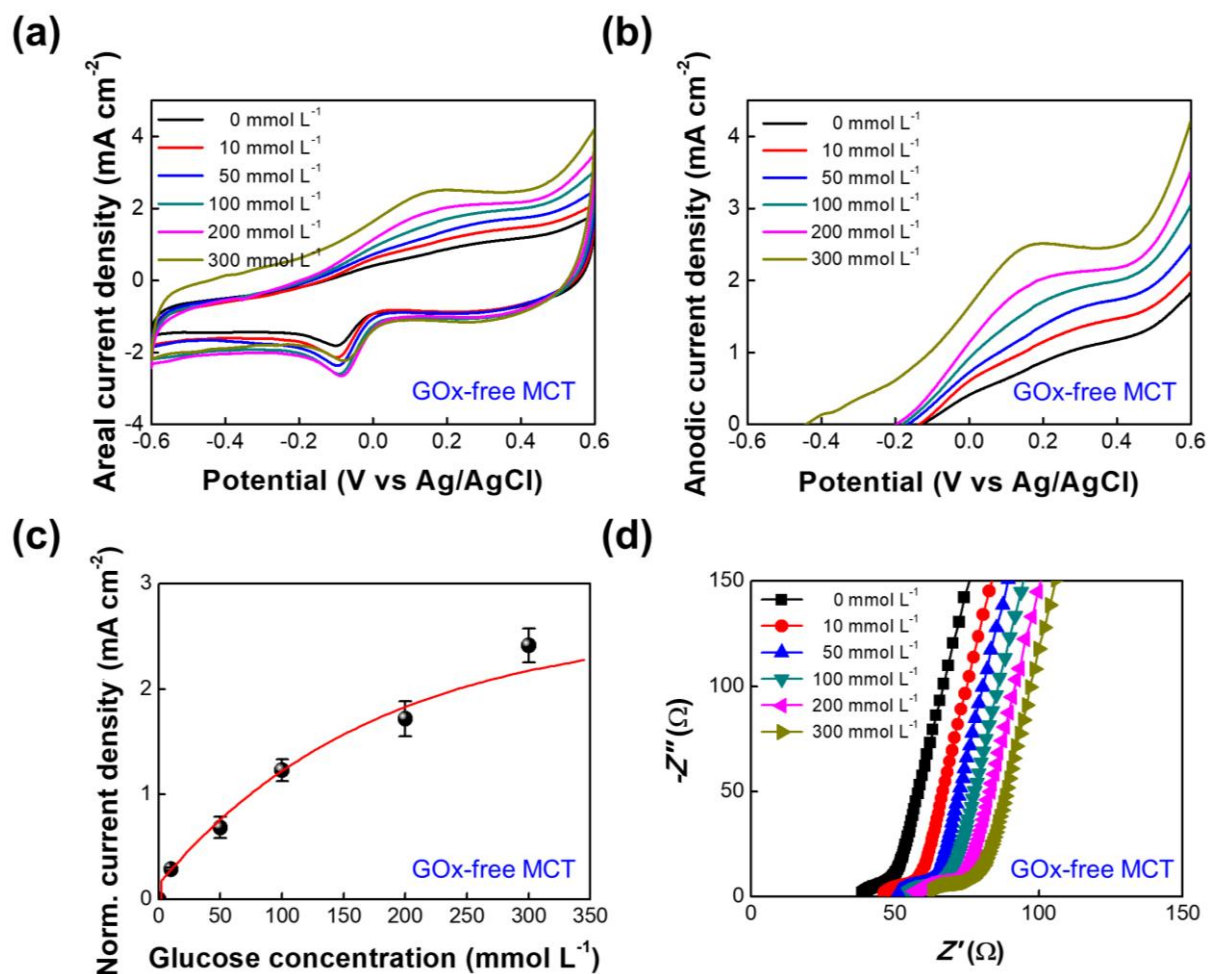 (a)
Areal current density (mA cm⁻²)
4
2
0
-2
-4
0 mmol L⁻¹
10 mmol L⁻¹
50 mmol L⁻¹
100 mmol L⁻¹
200 mmol L⁻¹
300 mmol L⁻¹
GOx-free MCT
-0.6 -0.4 -0.2 0.0 0.2 0.4 0.6
Potential (V vs Ag/AgCl)
(b)
Anodic current density (mA cm⁻²)
4
3
2
1
0
0 mmol L⁻¹
10 mmol L⁻¹
50 mmol L⁻¹
100 mmol L⁻¹
200 mmol L⁻¹
300 mmol L⁻¹
GOx-free MCT
-0.6 -0.4 -0.2 0.0 0.2 0.4 0.6
Potential (V vs Ag/AgCl)
(c)
Norm. current density (mA cm⁻²)
3
2
1
0
GOx-free MCT
0 50 100 150 200 250 300 350
Glucose concentration (mmol L⁻¹)
(d)
-Z″ (Ω)
150
100
50
0
0 mmol L⁻¹
10 mmol L⁻¹
50 mmol L⁻¹
100 mmol L⁻¹
200 mmol L⁻¹
300 mmol L⁻¹
GOx-free MCT
0 50 100 150
Z′ (Ω)